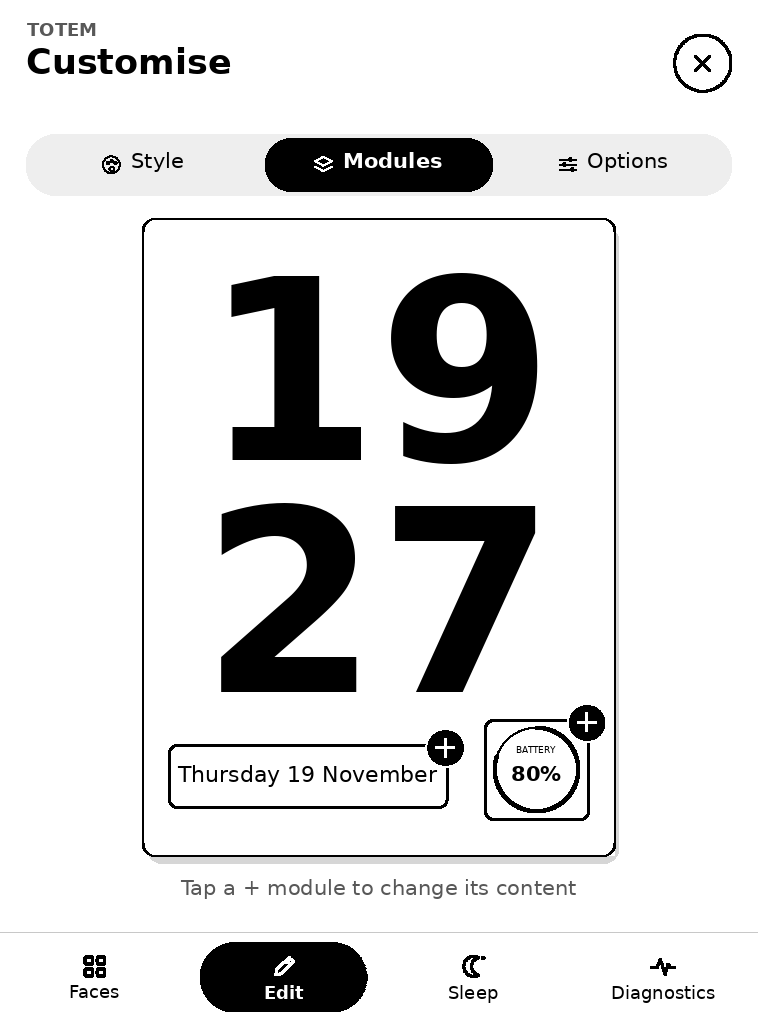 TOTEM
Customise
Style
Modules
Options
19
27
Thursday 19 November
BATTERY
80%
Tap a + module to change its content
Faces
Edit
Sleep
Diagnostics